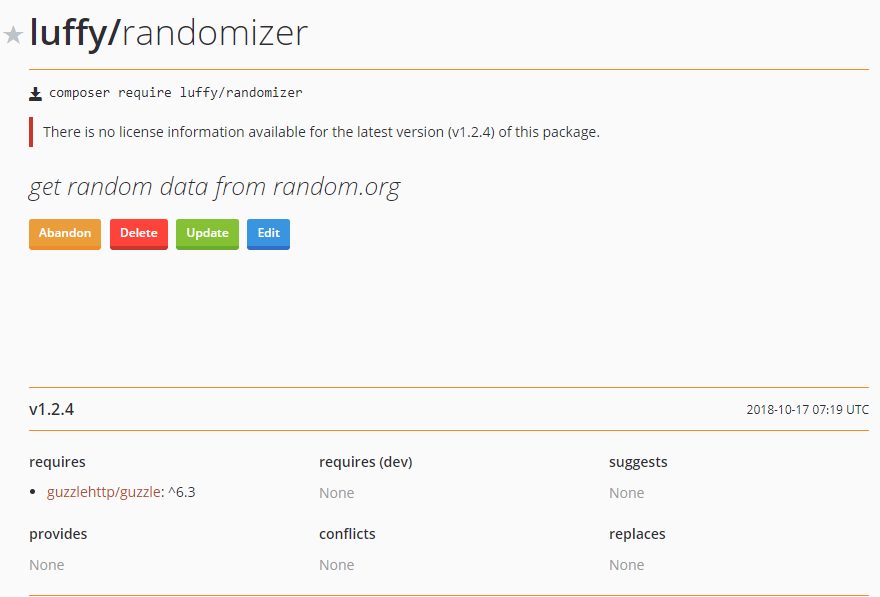 luffy/randomizer
composer require luffy/randomizer
There is no license information available for the latest version (v1.2.4) of this package.
get random data from random.org
Abandon Delete Update Edit
v1.2.4 2018-10-17 07:19 UTC
requires requires (dev) suggests
guzzlehttp/guzzle: ^6.3 None None
provides conflicts replaces
None None None